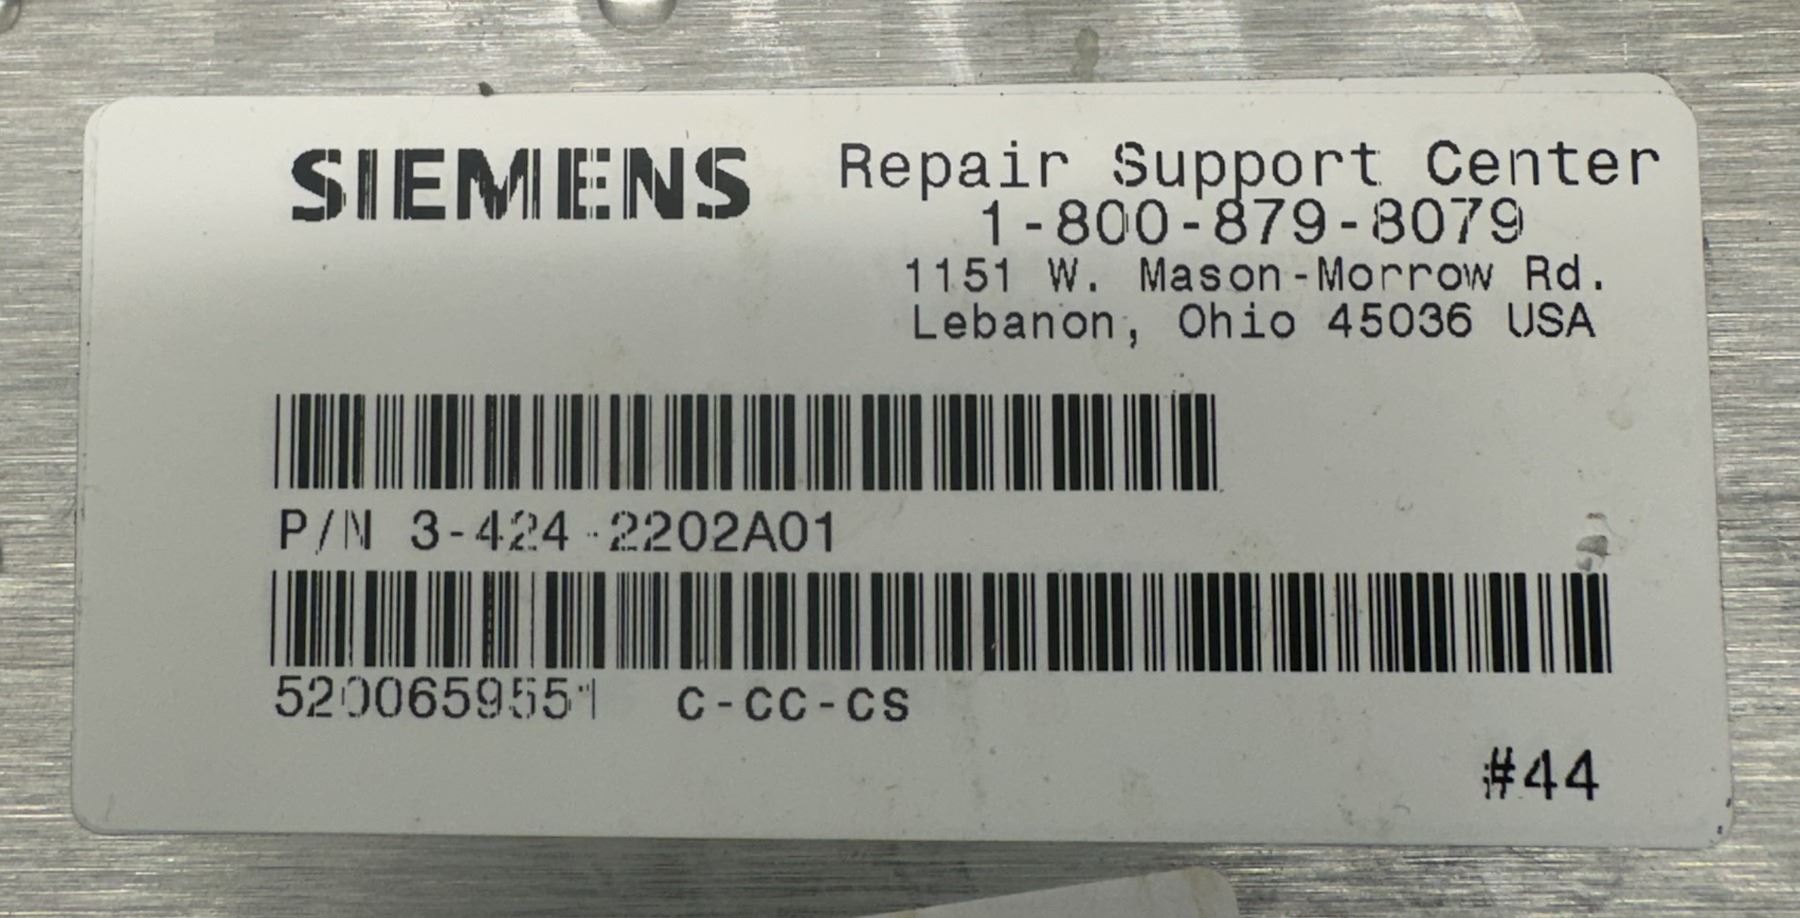 SIEMENS
Repair Support Center
1-800-879-8079
1151 W. Mason-Morrow Rd.
Lebanon, Ohio 45036 USA
P/N 3-424-2202A01
5200659551 C-CC-CS
#44